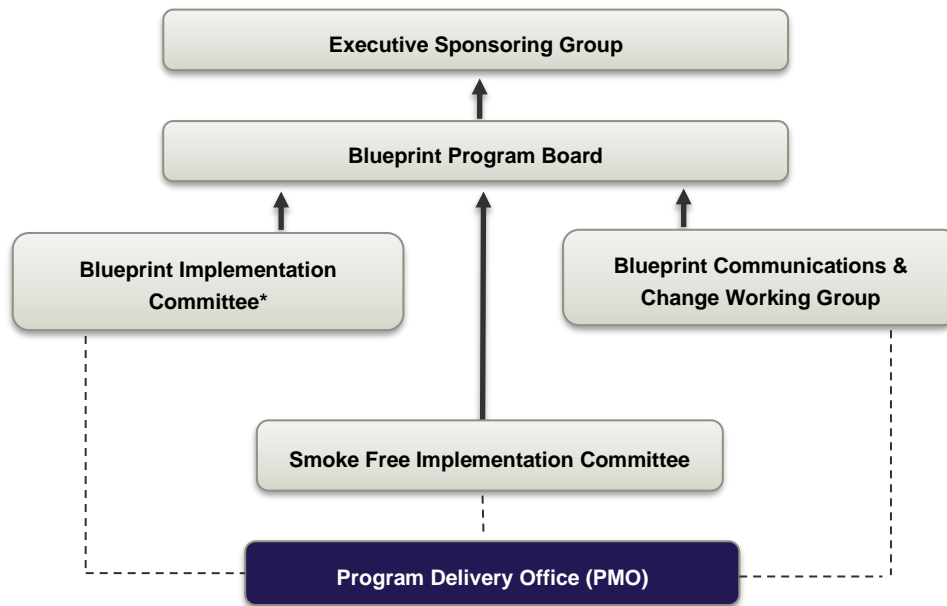 Executive Sponsoring Group
Blueprint Program Board
Blueprint Implementation
Committee*
Blueprint Communications &
Change Working Group
Smoke Free Implementation Committee
Program Delivery Office (PMO)